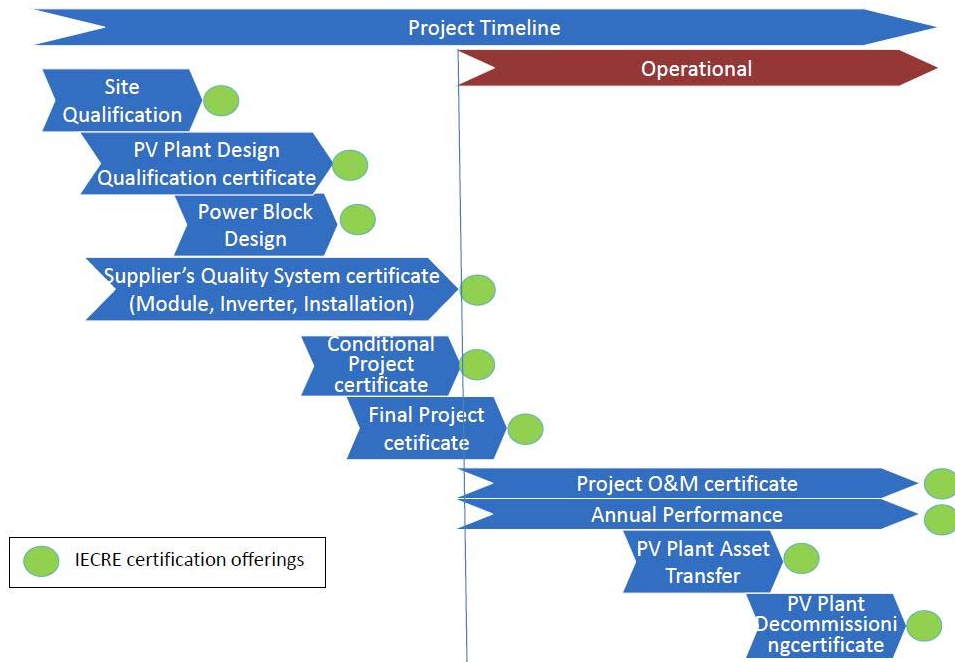 Project Timeline
Operational
Site
Qualification
PV Plant Design
Qualification certificate
Power Block
Design
Supplier’s Quality System certificate
(Module, Inverter, Installation)
Conditional
Project
certificate
Final Project
cetificate
Project O&M certificate
Annual Performance
PV Plant Asset
Transfer
IECRE certification offerings
PV Plant
Decommissioni
ngcertificate